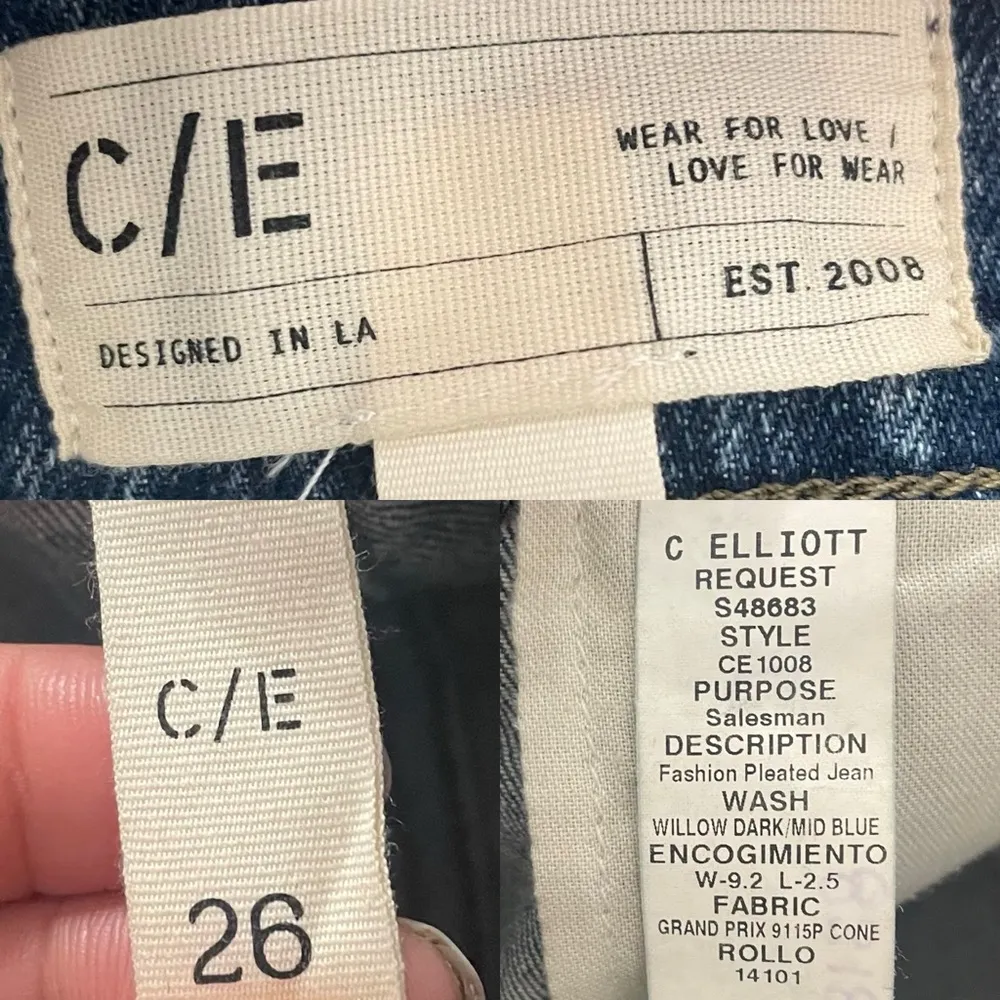 C/E
WEAR FOR LOVE /
LOVE FOR WEAR
EST. 2008
DESIGNED IN LA
C/E
26
C ELLIOTT
REQUEST
S48683
STYLE
CE1008
PURPOSE
Salesman
DESCRIPTION
Fashion Pleated Jean
WASH
WILLOW DARK/MID BLUE
ENCOGIMIENTO
W-9.2 L-2.5
FABRIC
GRAND PRIX 9115P CONE
ROLLO
14101